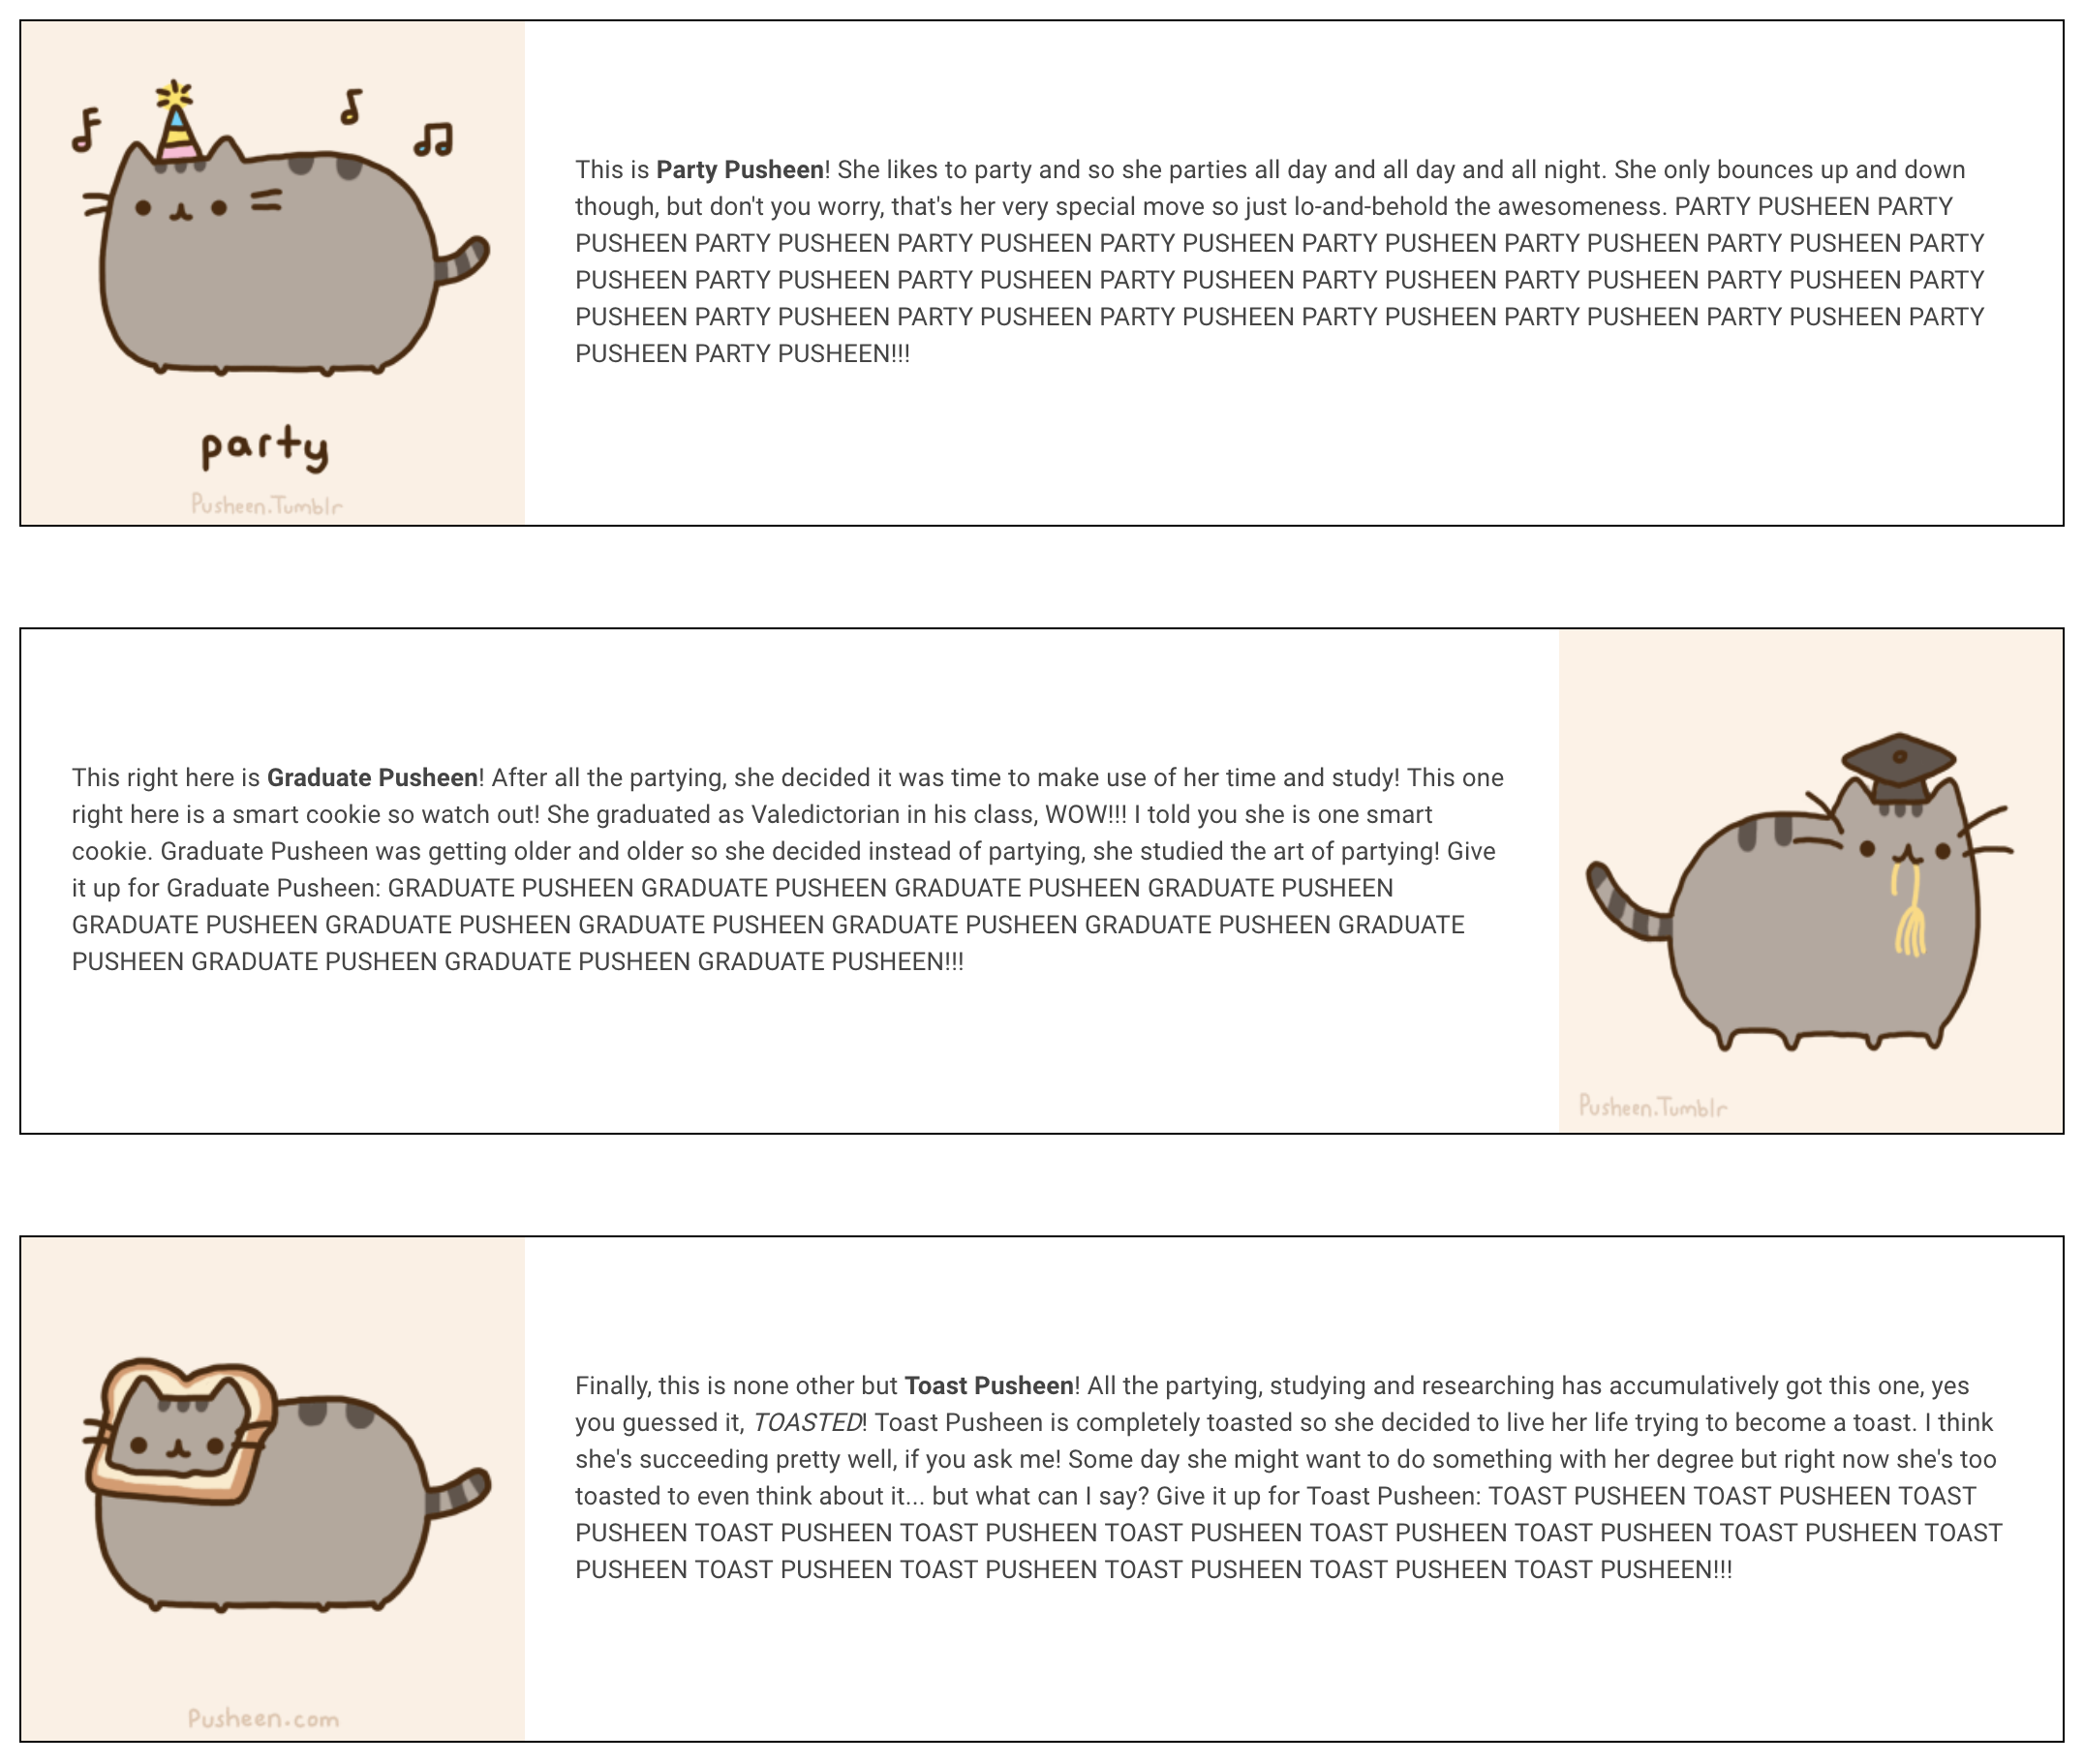 party
Pusheen.Tumblr
This is Party Pusheen! She likes to party and so she parties all day and all day and all night. She only bounces up and down
though, but don't you worry, that's her very special move so just lo-and-behold the awesomeness. PARTY PUSHEEN PARTY
PUSHEEN PARTY PUSHEEN PARTY PUSHEEN PARTY PUSHEEN PARTY PUSHEEN PARTY PUSHEEN PARTY PUSHEEN PARTY
PUSHEEN PARTY PUSHEEN PARTY PUSHEEN PARTY PUSHEEN PARTY PUSHEEN PARTY PUSHEEN PARTY PUSHEEN PARTY
PUSHEEN PARTY PUSHEEN PARTY PUSHEEN PARTY PUSHEEN PARTY PUSHEEN PARTY PUSHEEN PARTY PUSHEEN PARTY
PUSHEEN PARTY PUSHEEN!!!
This right here is Graduate Pusheen! After all the partying, she decided it was time to make use of her time and study! This one
right here is a smart cookie so watch out! She graduated as Valedictorian in his class, WOW!!! I told you she is one smart
cookie. Graduate Pusheen was getting older and older so she decided instead of partying, she studied the art of partying! Give
it up for Graduate Pusheen: GRADUATE PUSHEEN GRADUATE PUSHEEN GRADUATE PUSHEEN GRADUATE PUSHEEN
GRADUATE PUSHEEN GRADUATE PUSHEEN GRADUATE PUSHEEN GRADUATE PUSHEEN GRADUATE PUSHEEN GRADUATE
PUSHEEN GRADUATE PUSHEEN GRADUATE PUSHEEN GRADUATE PUSHEEN!!!
Pusheen.Tumblr
Pusheen.com
Finally, this is none other but Toast Pusheen! All the partying, studying and researching has accumulatively got this one, yes
you guessed it, TOASTED! Toast Pusheen is completely toasted so she decided to live her life trying to become a toast. I think
she's succeeding pretty well, if you ask me! Some day she might want to do something with her degree but right now she's too
toasted to even think about it... but what can I say? Give it up for Toast Pusheen: TOAST PUSHEEN TOAST PUSHEEN TOAST
PUSHEEN TOAST PUSHEEN TOAST PUSHEEN TOAST PUSHEEN TOAST PUSHEEN TOAST PUSHEEN TOAST PUSHEEN TOAST
PUSHEEN TOAST PUSHEEN TOAST PUSHEEN TOAST PUSHEEN TOAST PUSHEEN TOAST PUSHEEN!!!